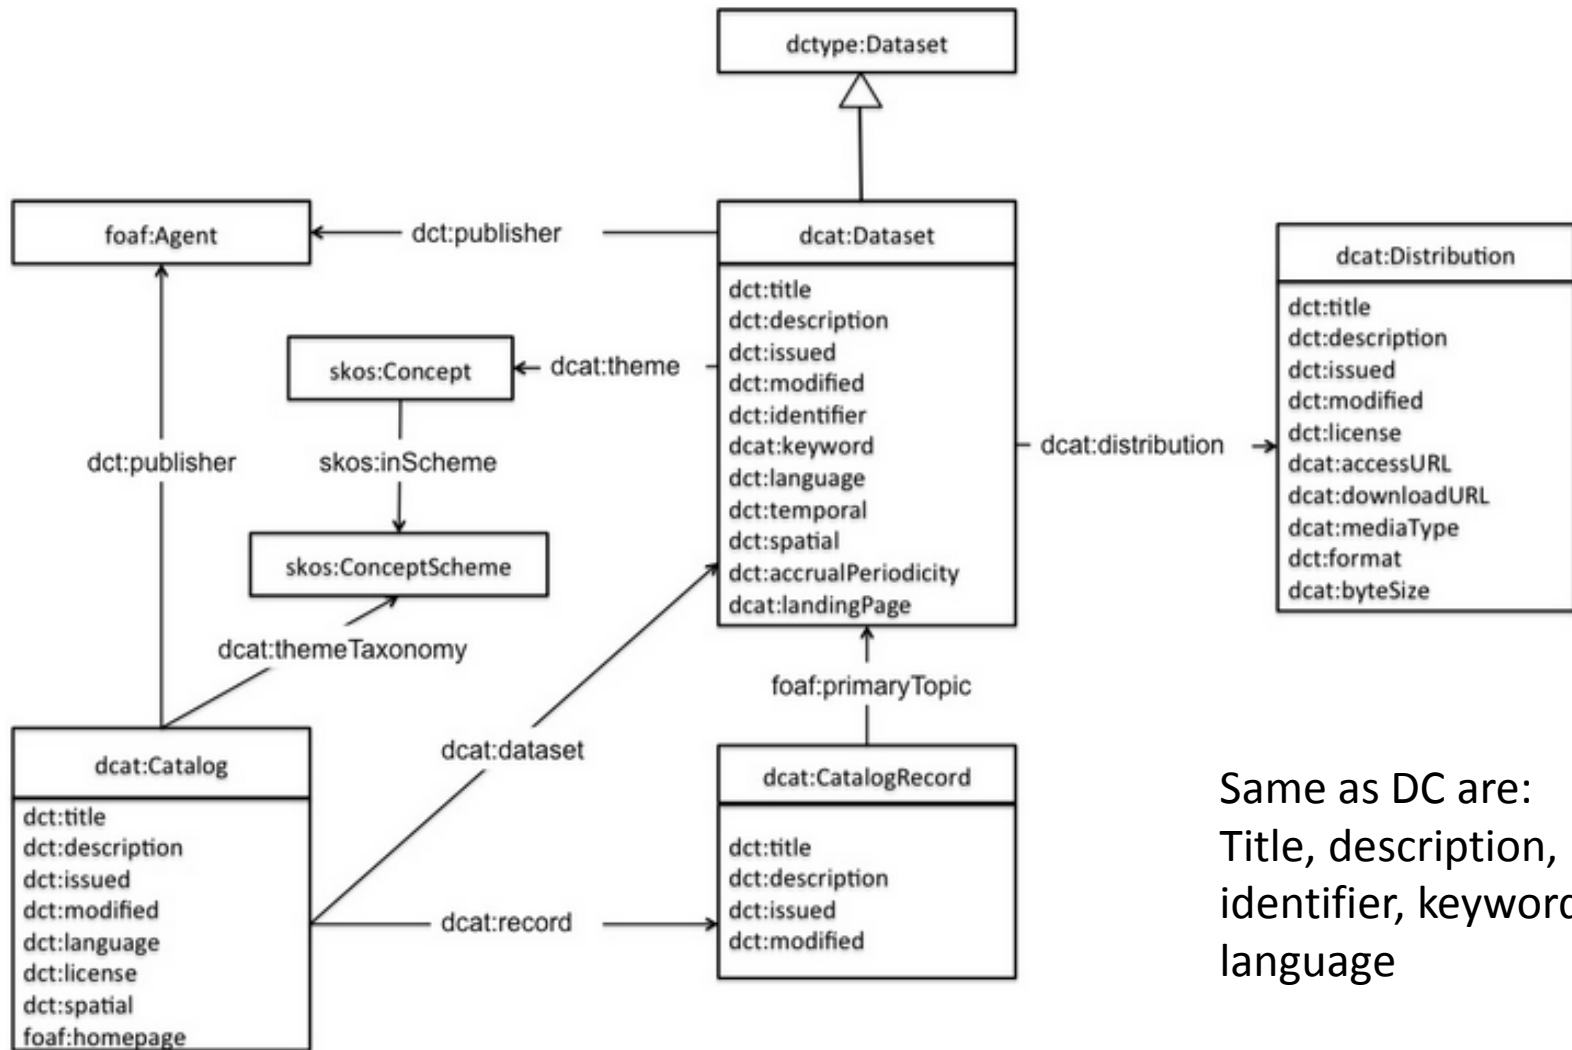 dctype:Dataset
foaf:Agent
dct:publisher
dcat:Dataset
dct:title
dct:description
dct:issued
dct:modified
dct:identifier
dcat:keyword
dct:language
dct:temporal
dct:spatial
dct:accrualPeriodicity
dcat:landingPage
dcat:Distribution
dct:title
dct:description
dct:issued
dct:modified
dct:license
dcat:accessURL
dcat:downloadURL
dcat:mediaType
dct:format
dcat:byteSize
skos:Concept
dcat:theme
dcat:distribution
dct:publisher
skos:inScheme
skos:ConceptScheme
dcat:themeTaxonomy
foaf:primaryTopic
dcat:dataset
dcat:Catalog
dct:title
dct:description
dct:issued
dct:modified
dct:language
dct:license
dct:spatial
foaf:homepage
dcat:record
dcat:CatalogRecord
dct:title
dct:description
dct:issued
dct:modified
Same as DC are:
Title, description,
identifier, keyword
language